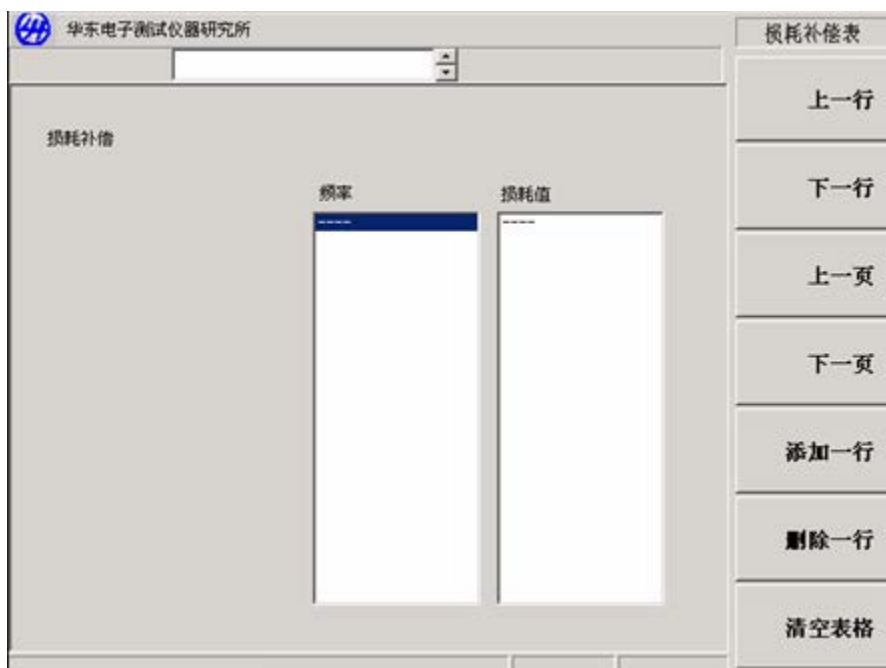 华东电子测试仪器研究所
损耗补偿表
上一行
损耗补偿
下一行
频率
损耗值
----
----
上一页
下一页
添加一行
删除一行
清空表格